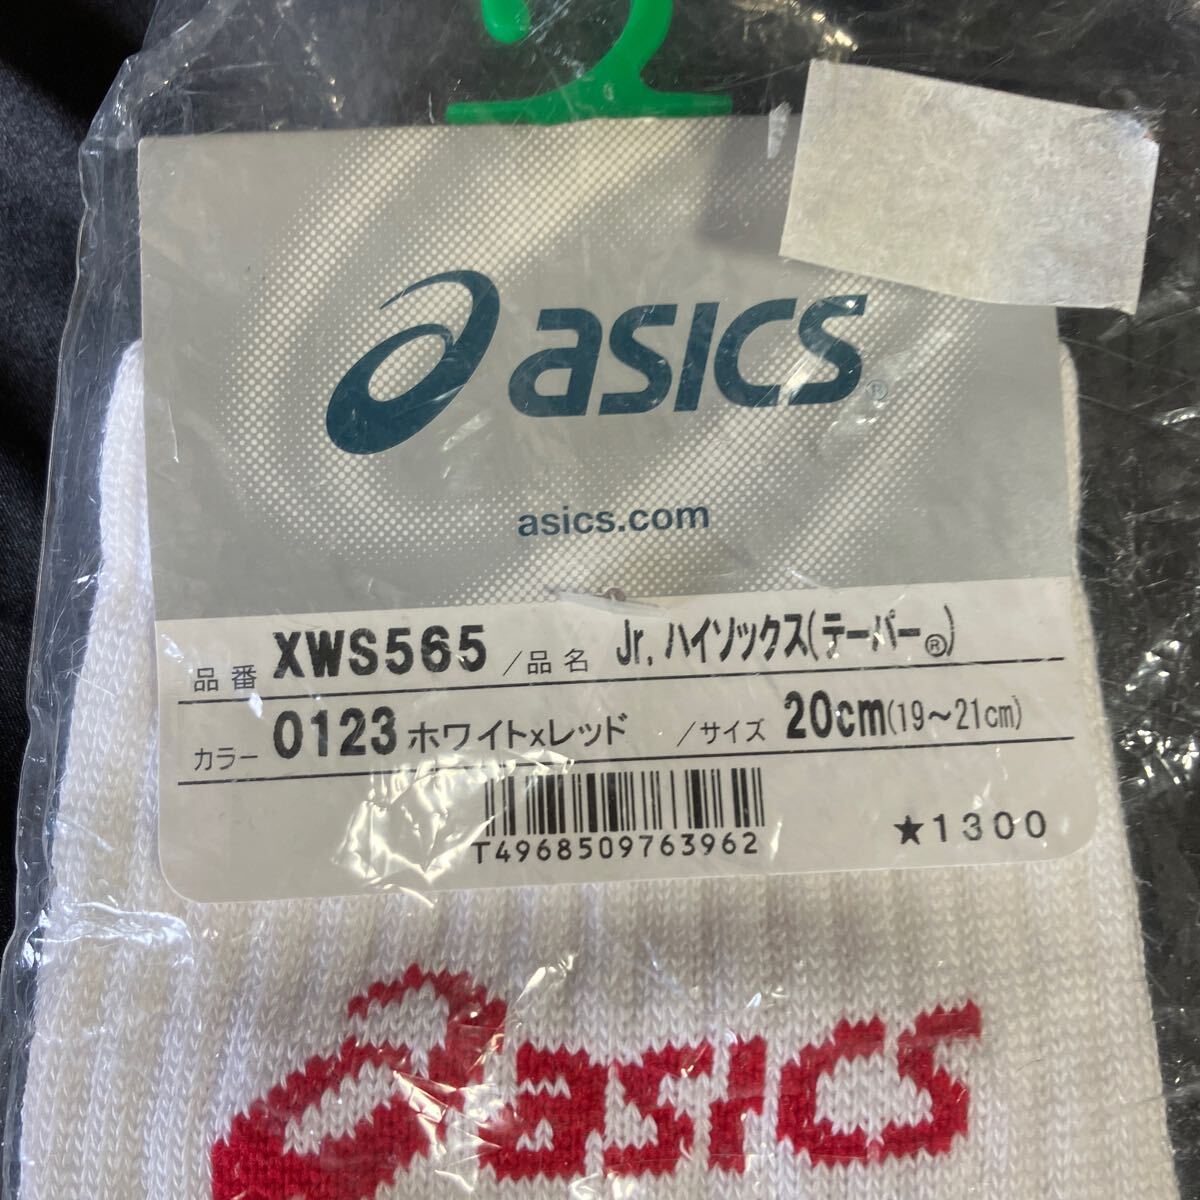 asics®
asics.com
品番 XWS565 /品名 Jr.ハイソックス(テーパー®)
カラー 0123 ホワイト×レッド /サイズ 20cm(19～21cm)
T4968509763962
★1300
asics